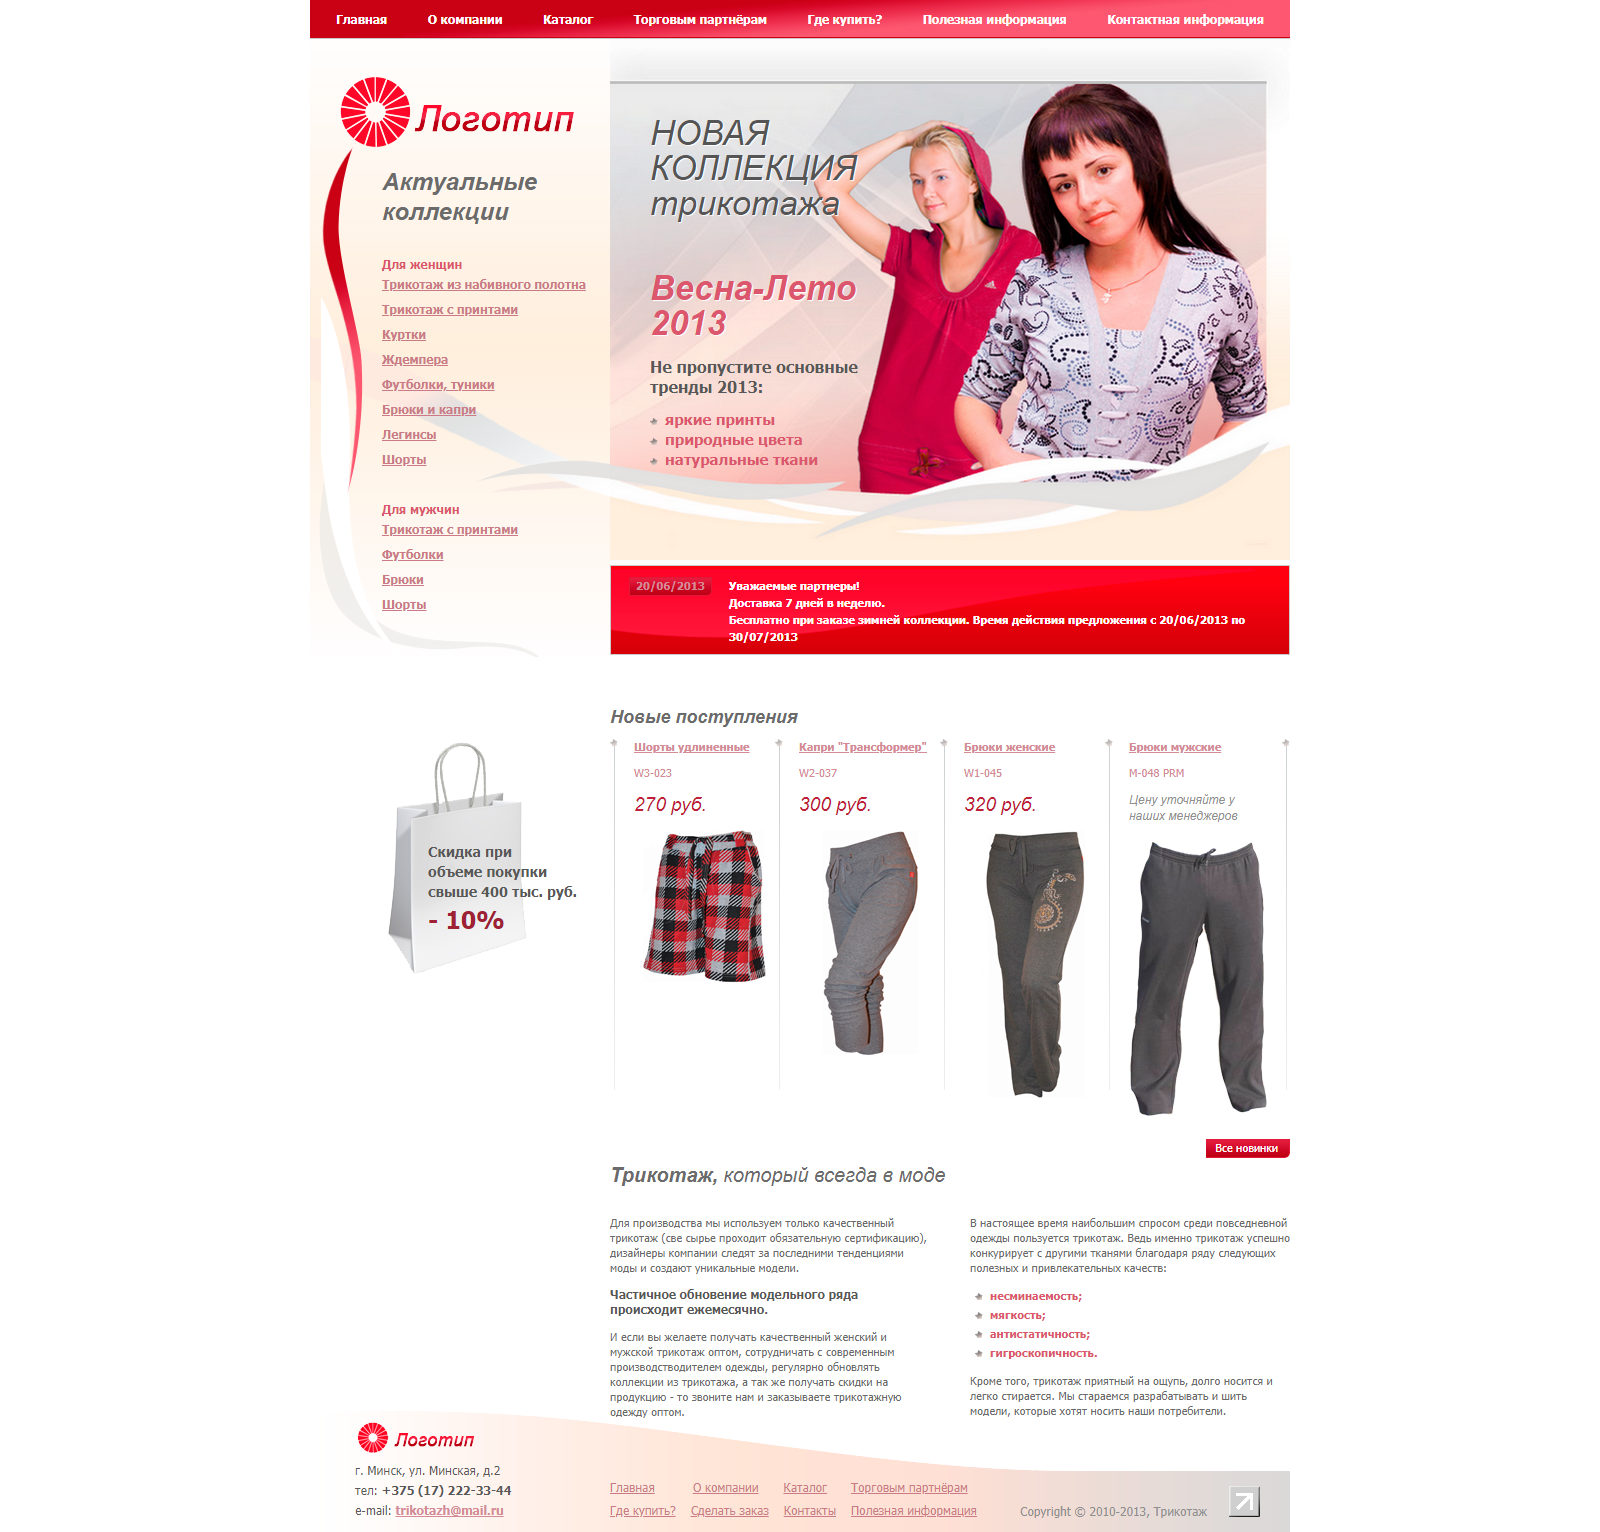 Главная О компании Каталог Торговым партнёрам Где купить? Полезная информация Контактная информация
Логотип
Актуальные
коллекции
Для женщин
Трикотаж из набивного полотна
Трикотаж с принтами
Куртки
Ждемпера
Футболки, туники
Брюки и капри
Легинсы
Шорты
Для мужчин
Трикотаж с принтами
Футболки
Брюки
Шорты
НОВАЯ
КОЛЛЕКЦИЯ
трикотажа
Весна-Лето
2013
Не пропустите основные
тренды 2013:
яркие принты
природные цвета
натуральные ткани
20/06/2013
Уважаемые партнеры!
Доставка 7 дней в неделю.
Бесплатно при заказе зимней коллекции. Время действия предложения с 20/06/2013 по
30/07/2013
Скидка при
объеме покупки
свыше 400 тыс. руб.
- 10%
Новые поступления
Шорты удлиненные
W3-023
270 руб.
Капри "Трансформер"
W2-037
300 руб.
Брюки женские
W1-045
320 руб.
Брюки мужские
M-048 PRM
Цену уточняйте у
наших менеджеров
Все новинки
Трикотаж, который всегда в моде
Для производства мы используем только качественный
трикотаж (све сырье проходит обязательную сертификацию),
дизайнеры компании следят за последними тенденциями
моды и создают уникальные модели.
Частичное обновение модельного ряда
происходит ежемесячно.
И если вы желаете получать качественный женский и
мужской трикотаж оптом, сотрудничать с современным
производстводителем одежды, регулярно обновлять
коллекции из трикотажа, а так же получать скидки на
продукцию - то звоните нам и заказываете трикотажную
одежду оптом.
В настоящее время наибольшим спросом среди повседневной
одежды пользуется трикотаж. Ведь именно трикотаж успешно
конкурирует с другими тканями благодаря ряду следующих
полезных и привлекательных качеств:
несминаемость;
мягкость;
антистатичность;
гигроскопичность.
Кроме того, трикотаж приятный на ощупь, долго носится и
легко стирается. Мы стараемся разрабатывать и шить
модели, которые хотят носить наши потребители.
Логотип
г. Минск, ул. Минская, д.2
тел: +375 (17) 222-33-44
e-mail: trikotazh@mail.ru
Главная О компании Каталог Торговым партнёрам
Где купить? Сделать заказ Контакты Полезная информация
Copyright © 2010-2013, Трикотаж